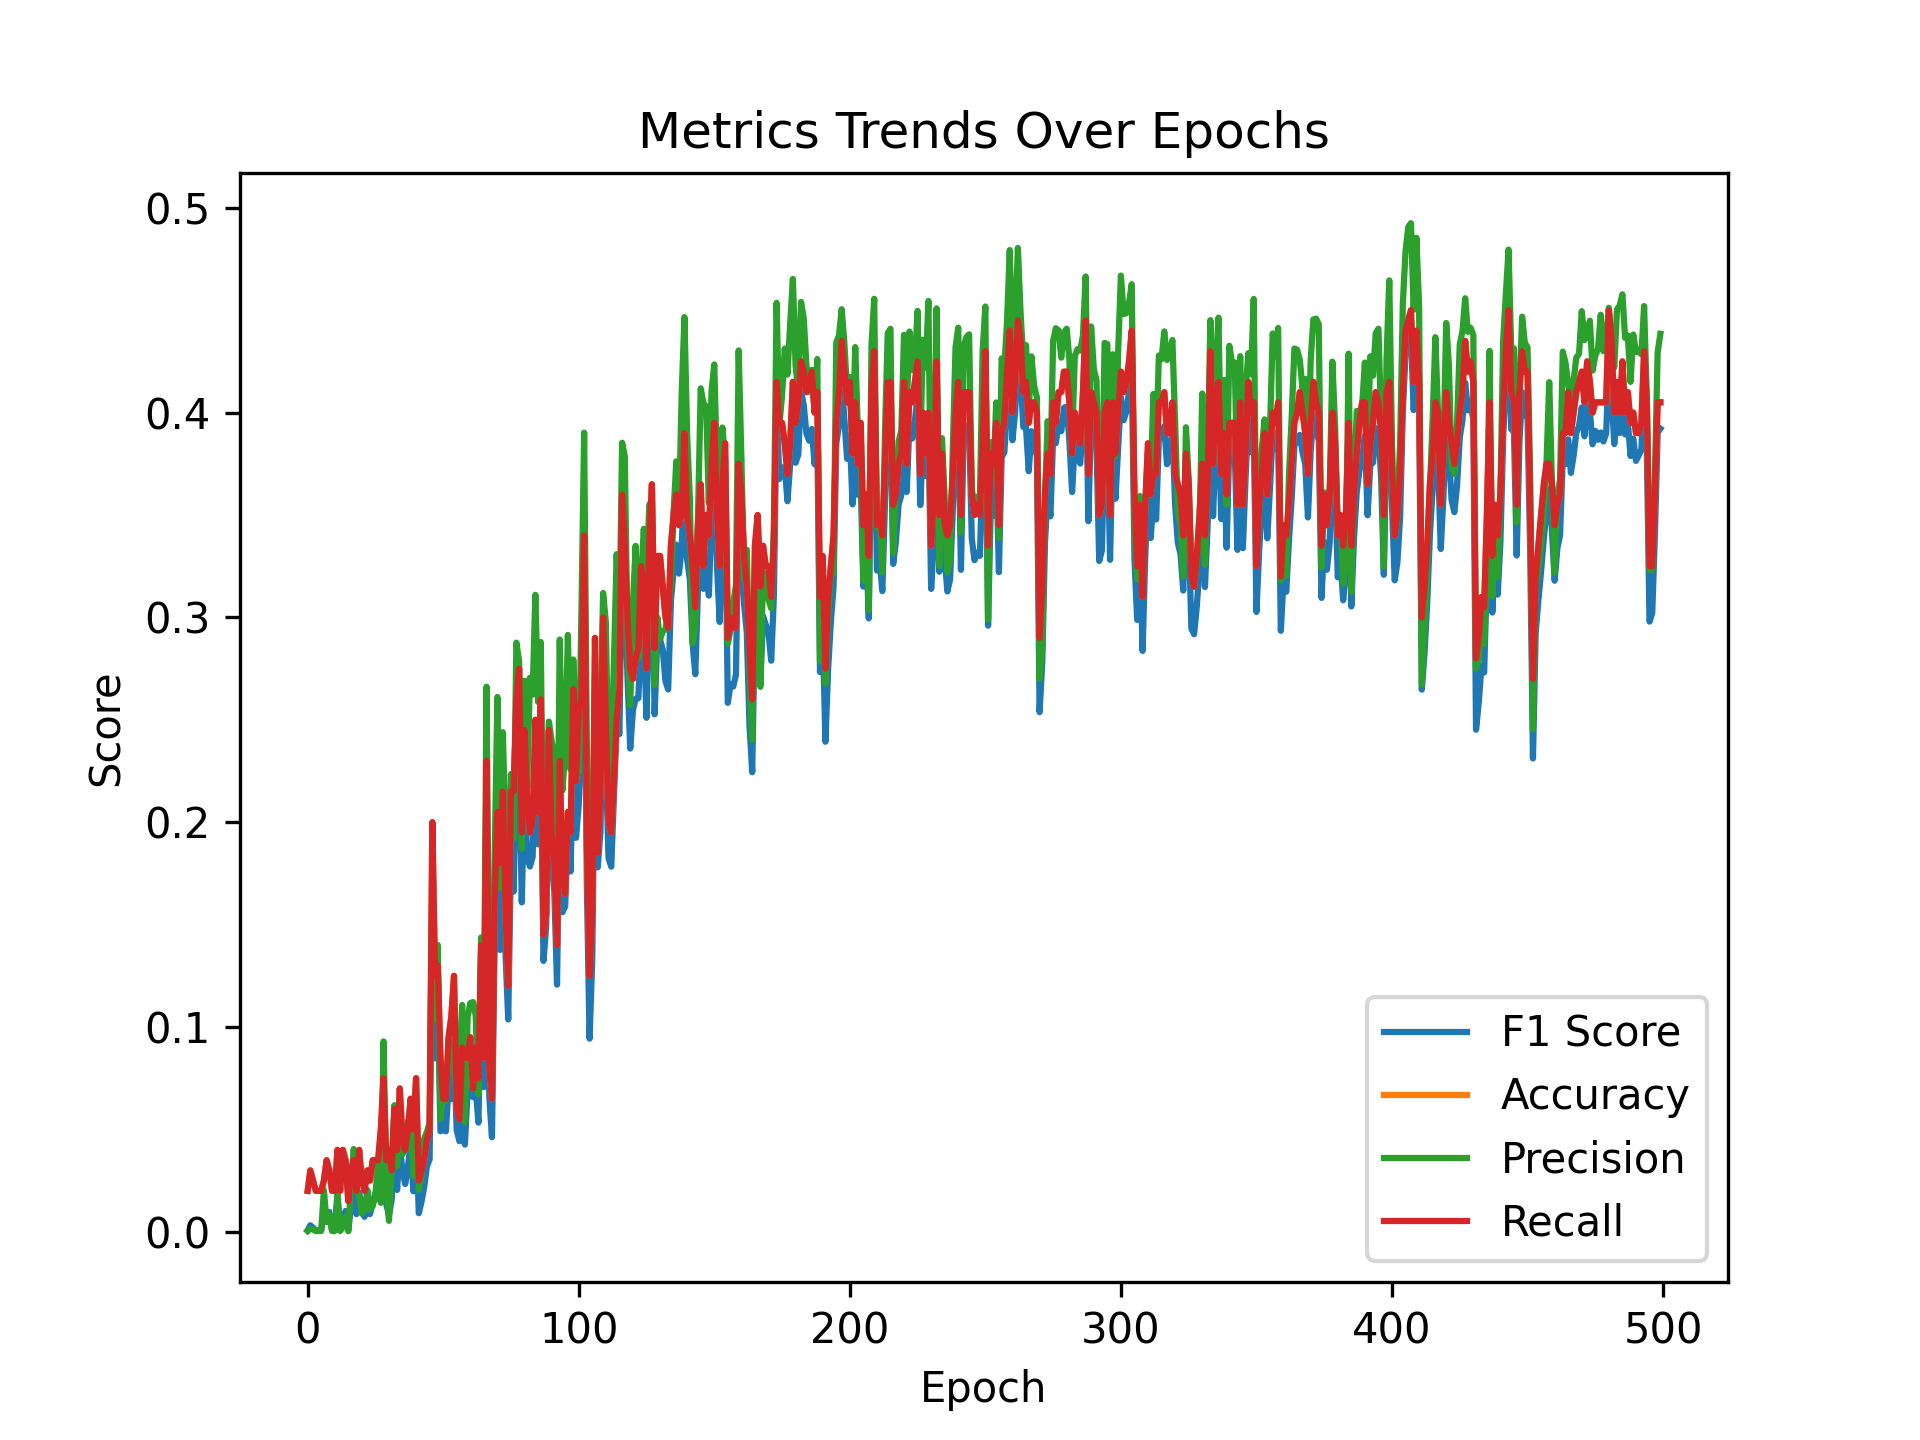 Metrics Trends Over Epochs
0.5
0.4
0.3
0.2
0.1
0.0
Score
0 100 200 300 400 500
Epoch
F1 Score
Accuracy
Precision
Recall